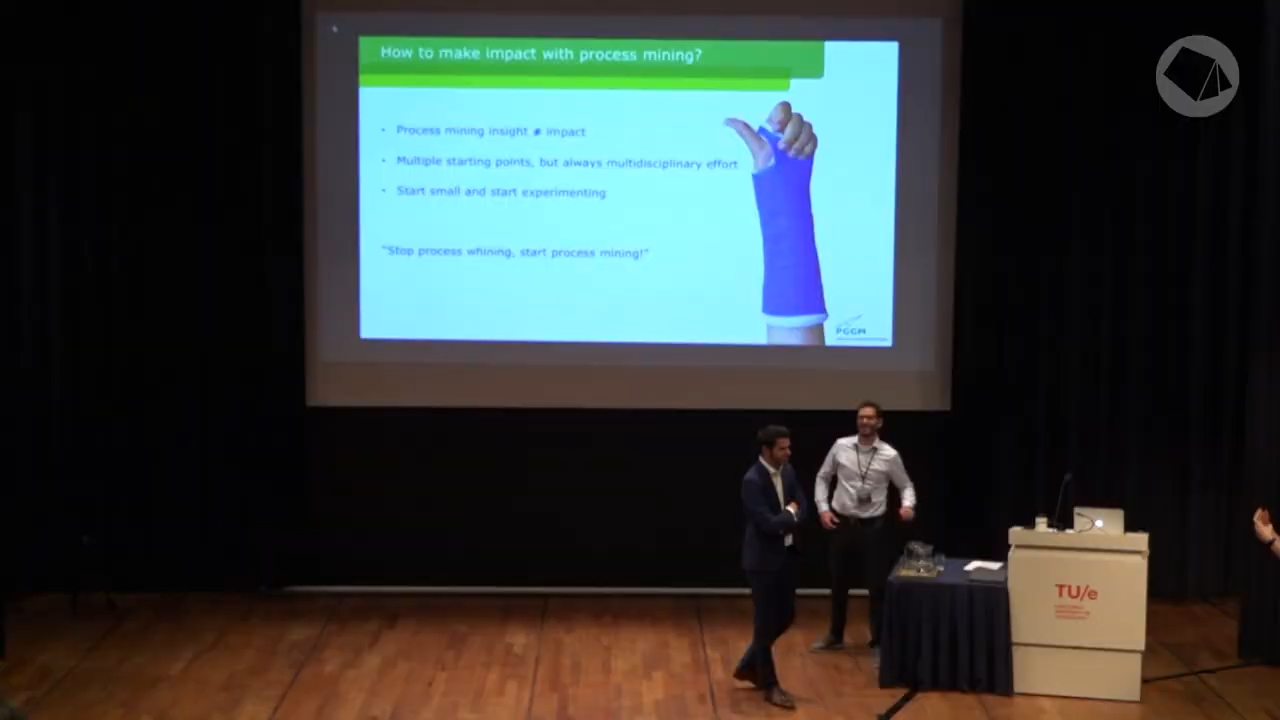 How to make impact with process mining?
• Process mining insight ≠ impact
• Multiple starting points, but always multidisciplinary effort
• Start small and start experimenting
"Stop process whining, start process mining!"
PGGM
TU/e